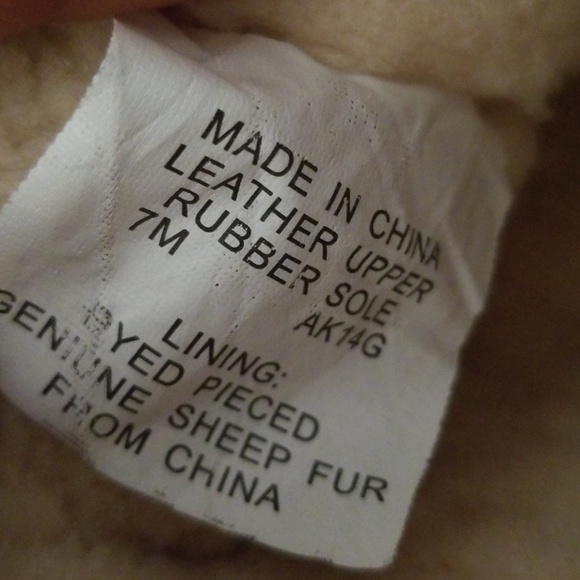 MADE IN CHINA
LEATHER UPPER
RUBBER SOLE
7M AK14G
LINING:
DYED PIECED
GENUINE SHEEP FUR
FROM CHINA